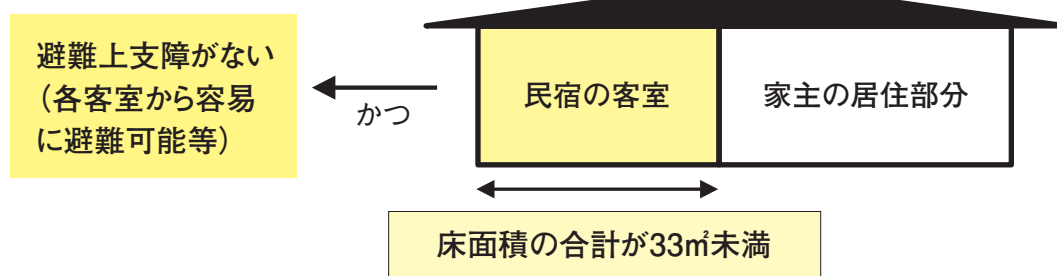 避難上支障がない
（各客室から容易
に避難可能等）
かつ
民宿の客室
家主の居住部分
床面積の合計が33㎡未満